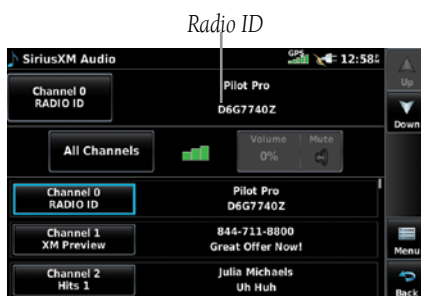 Radio ID
SiriusXM Audio
GPS
12:58
Up
Channel 0
RADIO ID
Pilot Pro
D6G7740Z
Down
All Channels
Volume
0%
Mute
Channel 0
RADIO ID
Pilot Pro
D6G7740Z
Channel 1
XM Preview
844-711-8800
Great Offer Now!
Menu
Channel 2
Hits 1
Julia Michaels
Uh Huh
Back